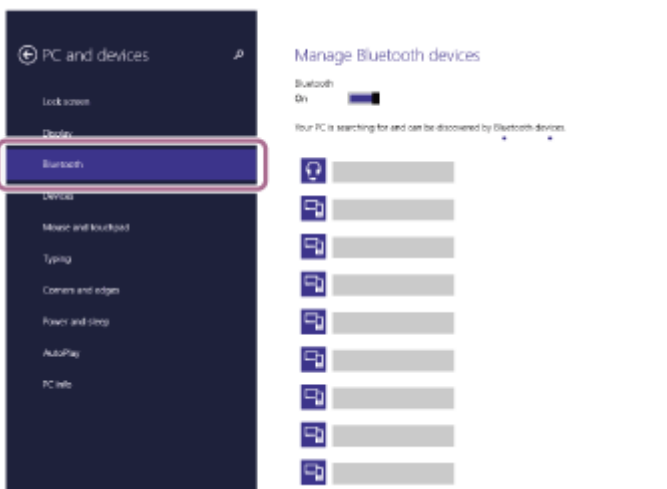 PC and devices
Lock screen
Display
Bluetooth
Devices
Mouse and touchpad
Typing
Corners and edges
Power and sleep
AutoPlay
PC info
Manage Bluetooth devices
Bluetooth
On
Your PC is searching for and can be discovered by Bluetooth devices.